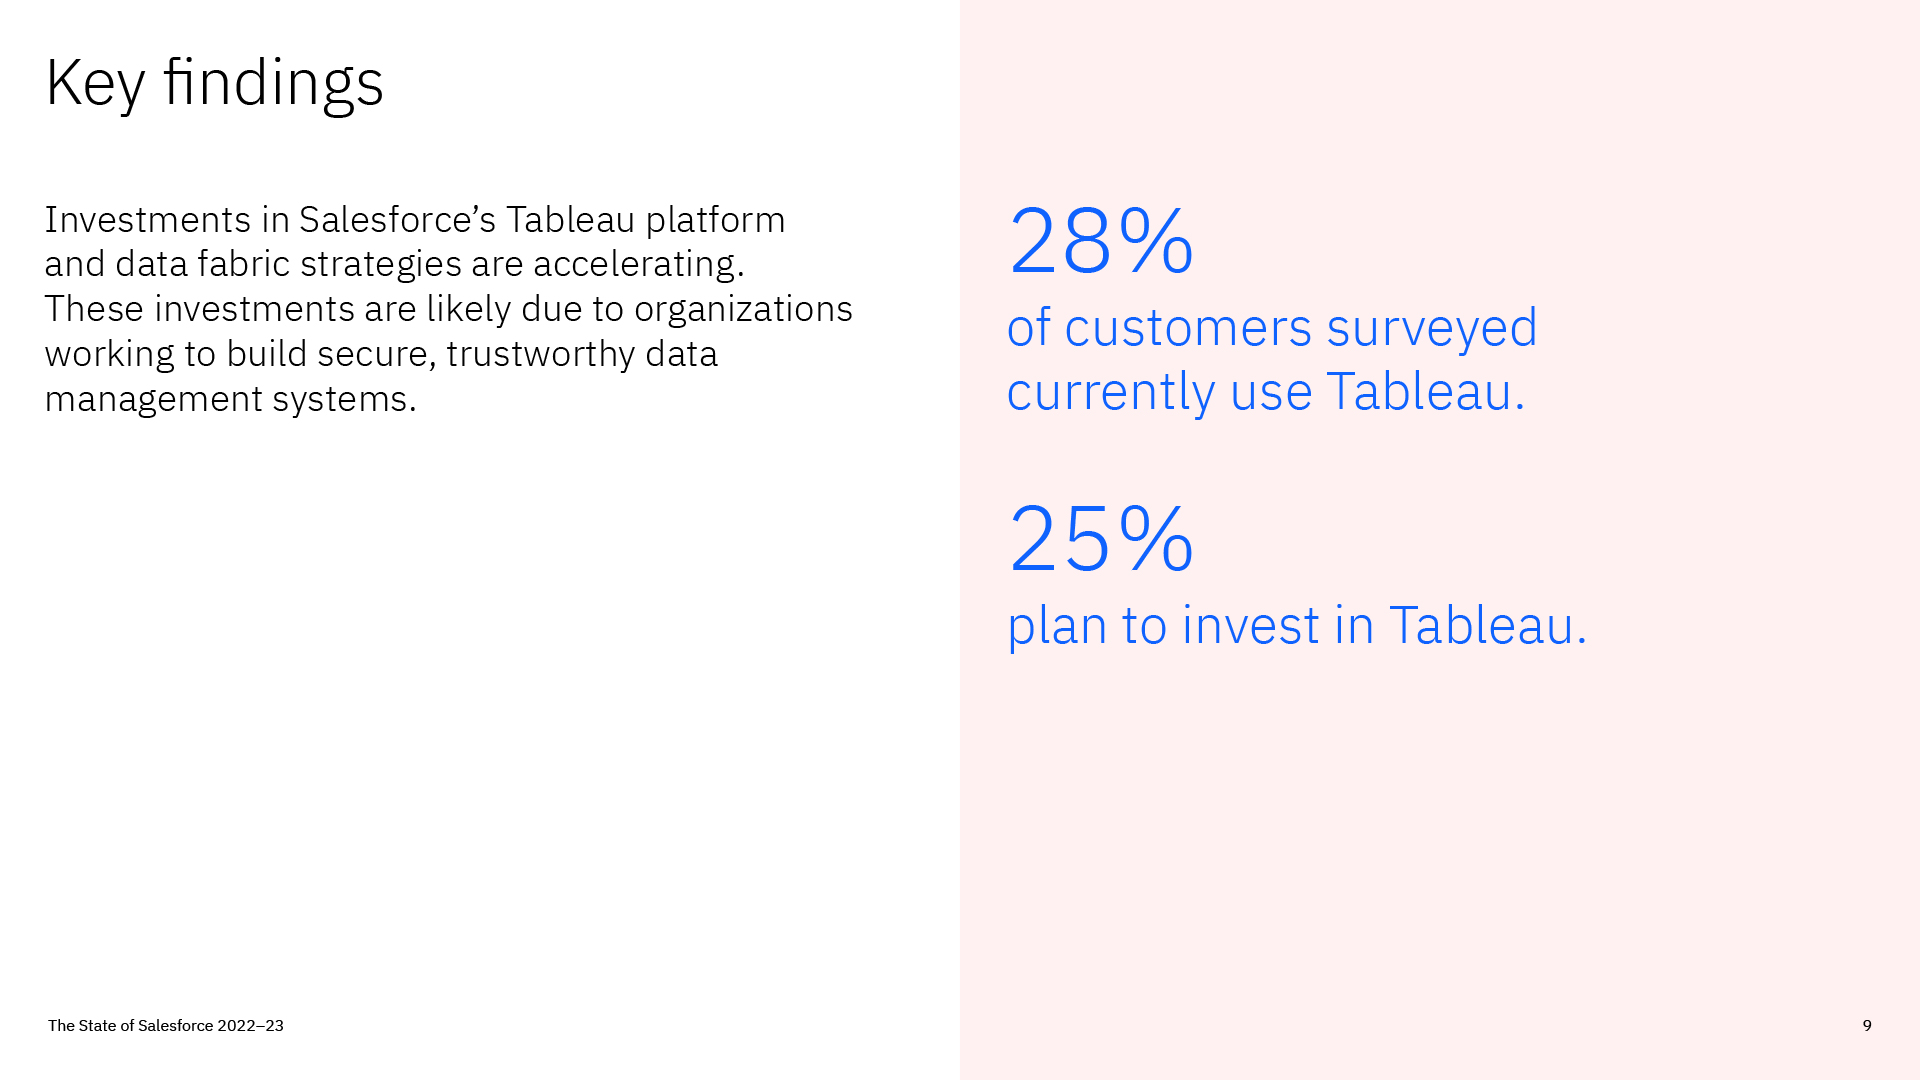 Key findings
Investments in Salesforce’s Tableau platform
and data fabric strategies are accelerating.
These investments are likely due to organizations
working to build secure, trustworthy data
management systems.
28%
of customers surveyed
currently use Tableau.
25%
plan to invest in Tableau.
The State of Salesforce 2022–23
9